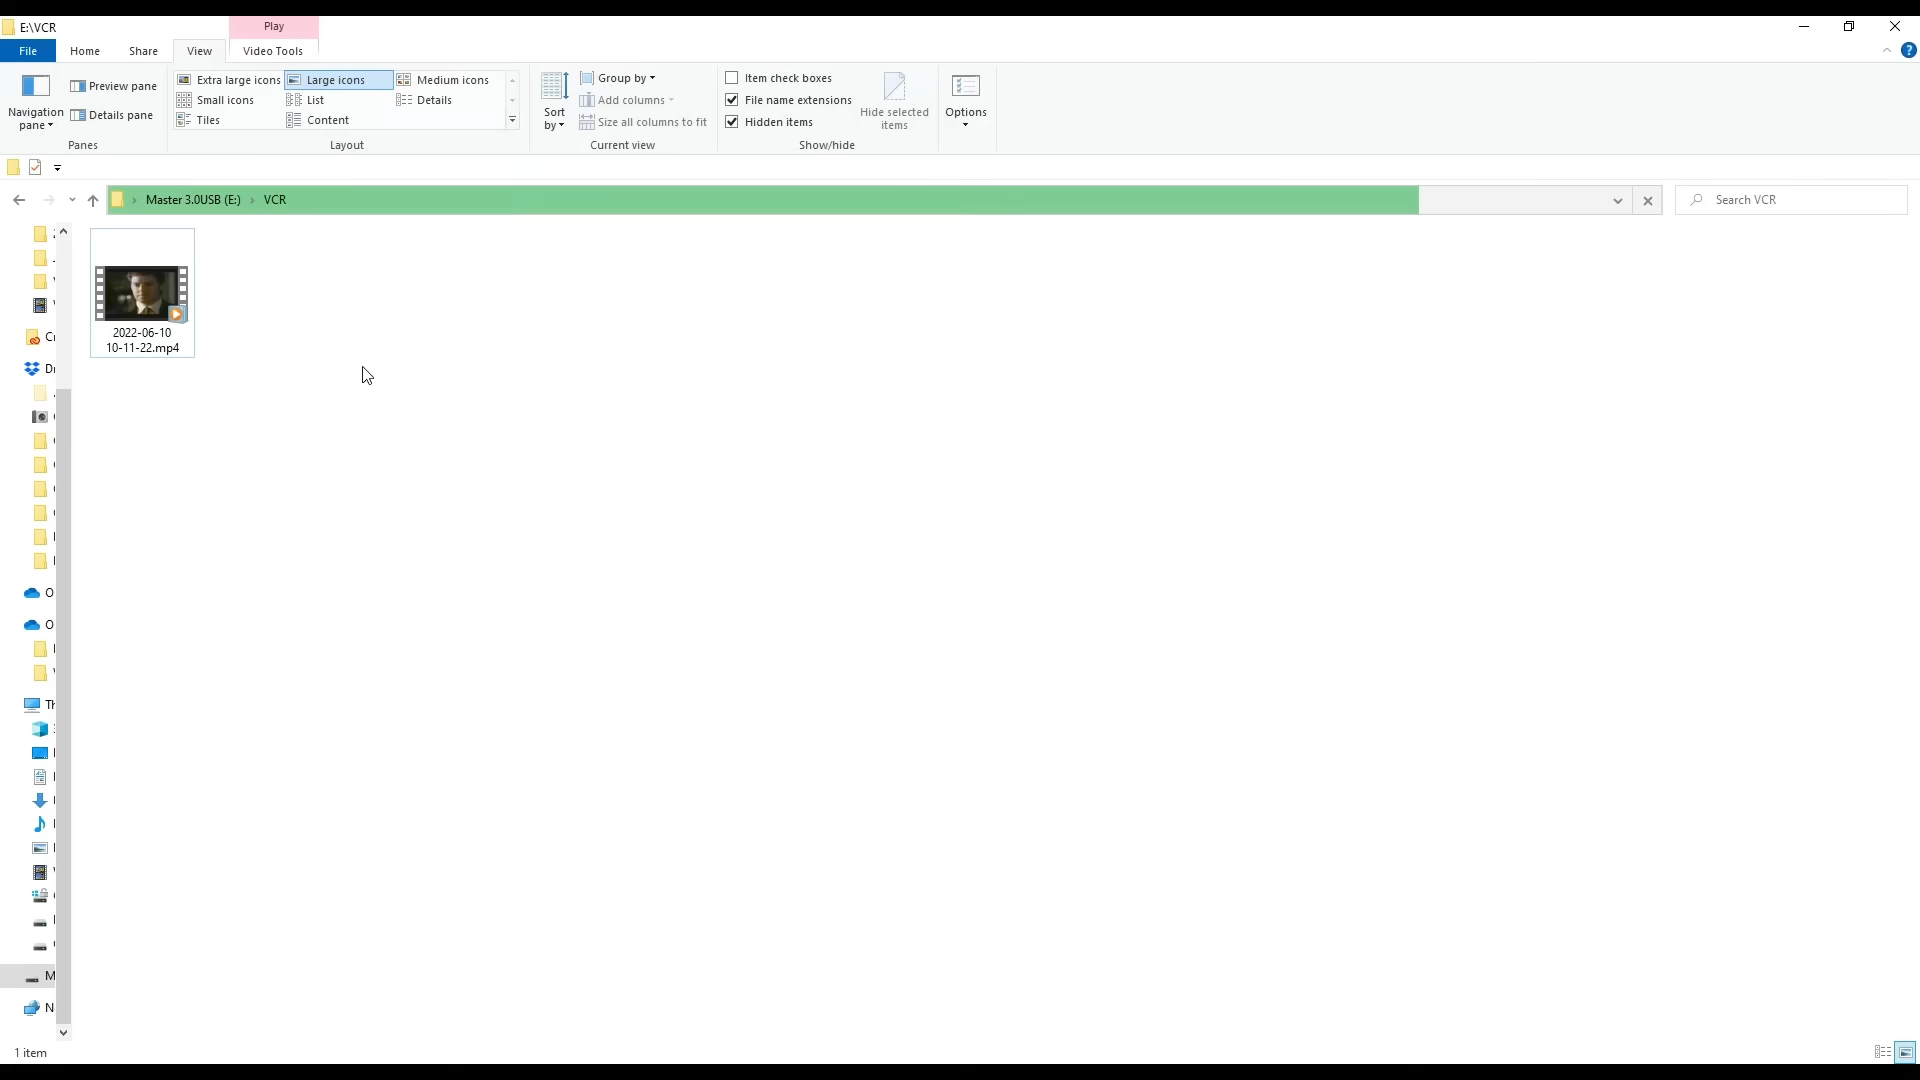 E:\VCR
Play
File
Home
Share
View
Video Tools
Navigation pane
Preview pane
Details pane
Panes
Extra large icons
Large icons
Medium icons
Small icons
List
Details
Tiles
Content
Layout
Sort by
Group by
Add columns
Size all columns to fit
Current view
Item check boxes
File name extensions
Hidden items
Hide selected items
Show/hide
Options
Master 3.0USB (E:)
VCR
Search VCR
2022-06-10
10-11-22.mp4
1 item